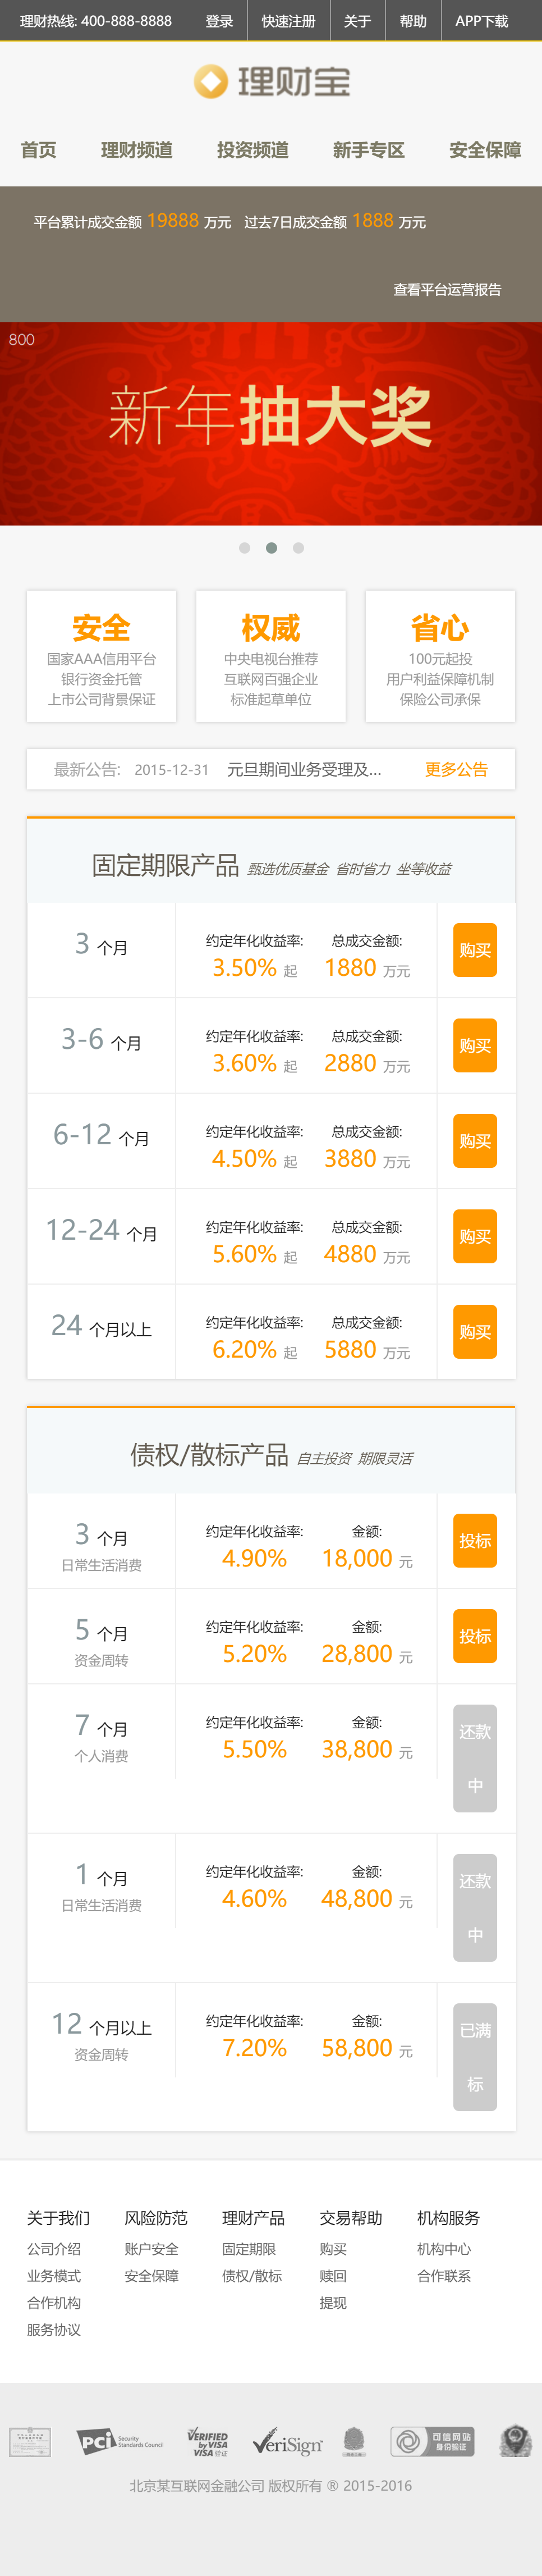 理财热线: 400-888-8888 登录 快速注册 关于 帮助 APP下载
理财宝
首页 理财频道 投资频道 新手专区 安全保障
平台累计成交金额 19888 万元 过去7日成交金额 1888 万元
查看平台运营报告
800
新年抽大奖
安全 权威 省心
国家AAA信用平台 中央电视台推荐 100元起投
银行资金托管 互联网百强企业 用户利益保障机制
上市公司背景保证 标准起草单位 保险公司承保
最新公告: 2015-12-31 元旦期间业务受理及... 更多公告
固定期限产品 甄选优质基金 省时省力 坐等收益
3 个月 约定年化收益率: 总成交金额: 购买
3.50% 起 1880 万元
3-6 个月 约定年化收益率: 总成交金额: 购买
3.60% 起 2880 万元
6-12 个月 约定年化收益率: 总成交金额: 购买
4.50% 起 3880 万元
12-24 个月 约定年化收益率: 总成交金额: 购买
5.60% 起 4880 万元
24 个月以上 约定年化收益率: 总成交金额: 购买
6.20% 起 5880 万元
债权/散标产品 自主投资 期限灵活
3 个月 约定年化收益率: 金额: 投标
日常生活消费 4.90% 18,000 元
5 个月 约定年化收益率: 金额: 投标
资金周转 5.20% 28,800 元
7 个月 约定年化收益率: 金额: 还款
个人消费 5.50% 38,800 元
中
1 个月 约定年化收益率: 金额: 还款
日常生活消费 4.60% 48,800 元
中
12 个月以上 约定年化收益率: 金额: 已满
资金周转 7.20% 58,800 元
标
关于我们 风险防范 理财产品 交易帮助 机构服务
公司介绍 账户安全 固定期限 购买 机构中心
业务模式 安全保障 债权/散标 赎回 合作联系
合作机构 提现
服务协议
PCI Security Standards Council
VERIFIED by VISA VISA验证
VeriSign
可信网站
身份验证
北京某互联网金融公司 版权所有 ® 2015-2016